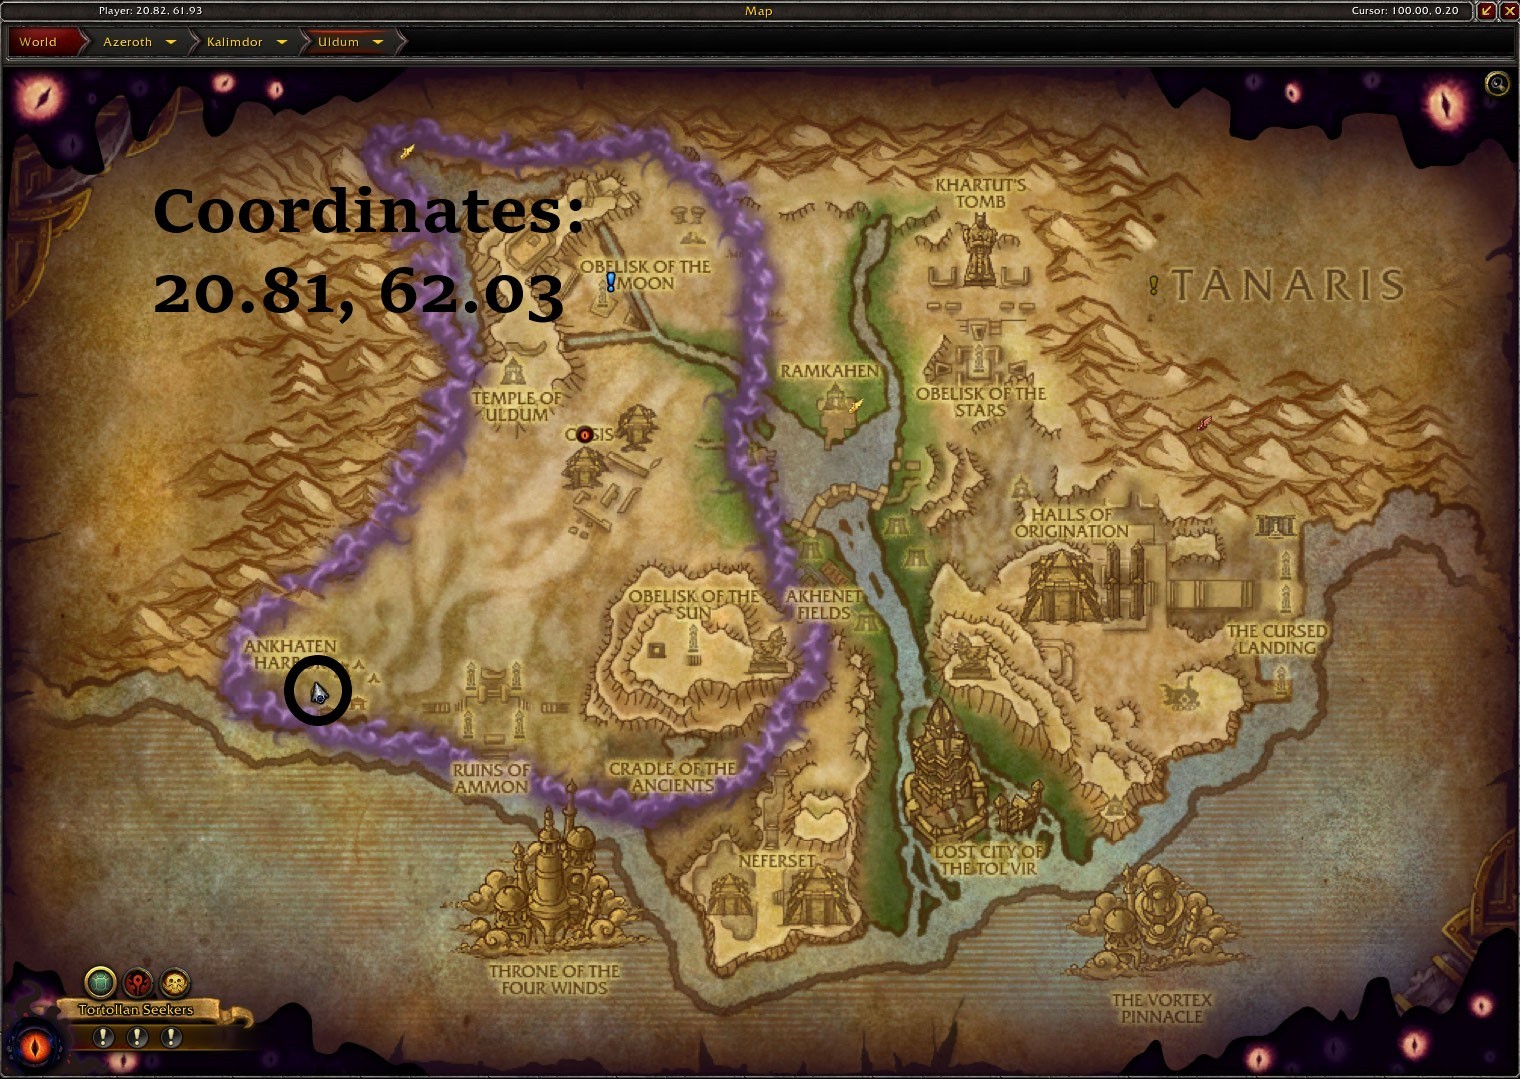 Player: 20.82, 61.93
Map
Cursor: 100.00, 0.20
World
Azeroth
Kalimdor
Uldum
Coordinates:
20.81, 62.03
KHARTUT'S
TOMB
TANARIS
OBELISK OF THE
MOON
RAMKAHEN
OBELISK OF THE
STARS
TEMPLE OF
ULDUM
HALLS OF
ORIGINATION
OBELISK OF THE
SUN
AKHENET
FIELDS
THE CURSED
LANDING
ANKHATEN
RUINS OF
AMMON
CRADLE OF THE
ANCIENTS
NEFERSET
LOST CITY OF
THE TOL'VIR
THRONE OF THE
FOUR WINDS
THE VORTEX
PINNACLE
Tortollan Seekers